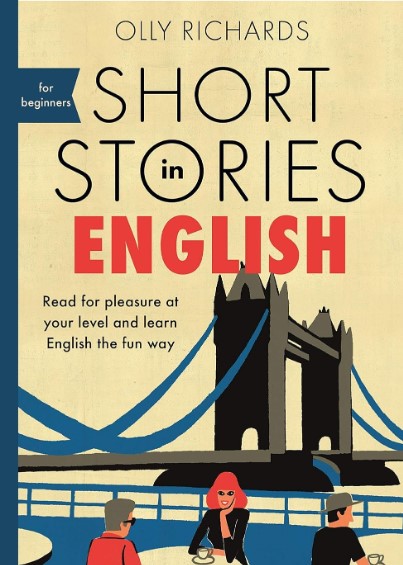 OLLY RICHARDS
for
beginners
SHORT
STORIES
in
ENGLISH
Read for pleasure at
your level and learn
English the fun way